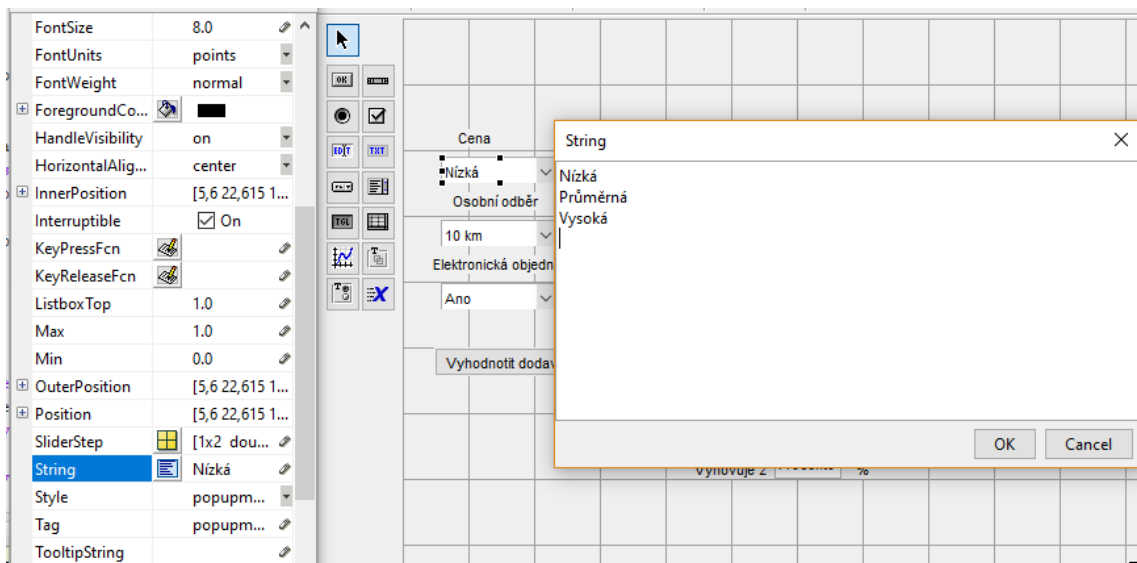 FontSize 8.0
FontUnits points
FontWeight normal
ForegroundCo...
HandleVisibility on
HorizontalAlig... center
InnerPosition [5,6 22,615 1...
Interruptible On
KeyPressFcn
KeyReleaseFcn
ListboxTop 1.0
Max 1.0
Min 0.0
OuterPosition [5,6 22,615 1...
Position [5,6 22,615 1...
SliderStep [1x2 dou...
String Nízká
Style popupm...
Tag popupm...
TooltipString
OK
EDIT TXT
TGL
Cena
Nízká
Osobní odběr
10 km
Elektronická objedn
Ano
Vyhodnotit dodav
String
Nízká
Průměrná
Vysoká
OK Cancel
Vyhovuje z %